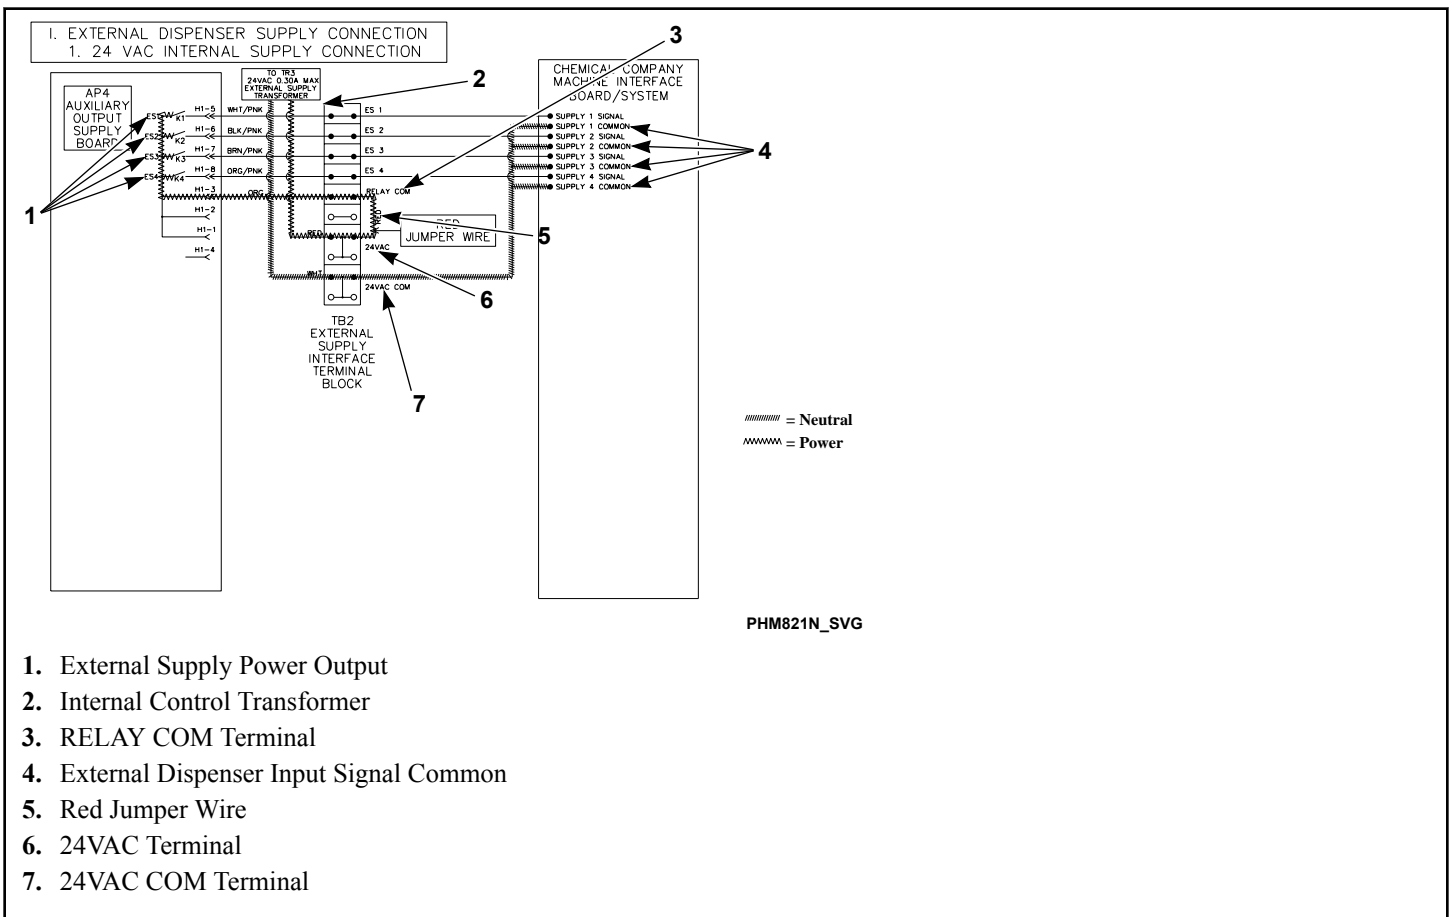 I. EXTERNAL DISPENSER SUPPLY CONNECTION
1. 24 VAC INTERNAL SUPPLY CONNECTION
3
2
TO TR3
24VAC 0.30A MAX
EXTERNAL SUPPLY
TRANSFORMER
CHEMICAL COMPANY
MACHINE INTERFACE
BOARD/SYSTEM
AP4
AUXILIARY
OUTPUT
SUPPLY
BOARD
ES1 K1 H1-5 WHT/PNK ES 1
ES2 K2 H1-6 BLK/PNK ES 2
ES3 K3 H1-7 BRN/PNK ES 3
ES4 K4 H1-8 ORG/PNK ES 4
H1-3 ORG RELAY COM
H1-2
H1-1
H1-4
RED
RED
24VAC
WHT
24VAC COM
RED
JUMPER WIRE
SUPPLY 1 SIGNAL
SUPPLY 1 COMMON
SUPPLY 2 SIGNAL
SUPPLY 2 COMMON
SUPPLY 3 SIGNAL
SUPPLY 3 COMMON
SUPPLY 4 SIGNAL
SUPPLY 4 COMMON
4
1
5
6
7
TB2
EXTERNAL
SUPPLY
INTERFACE
TERMINAL
BLOCK
= Neutral
= Power
PHM821N_SVG
1. External Supply Power Output
2. Internal Control Transformer
3. RELAY COM Terminal
4. External Dispenser Input Signal Common
5. Red Jumper Wire
6. 24VAC Terminal
7. 24VAC COM Terminal